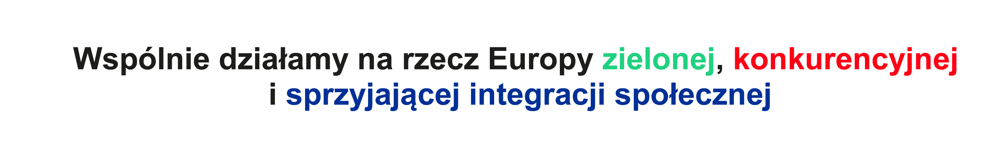 Wspólnie działamy na rzecz Europy zielonej, konkurencyjnej
i sprzyjającej integracji społecznej